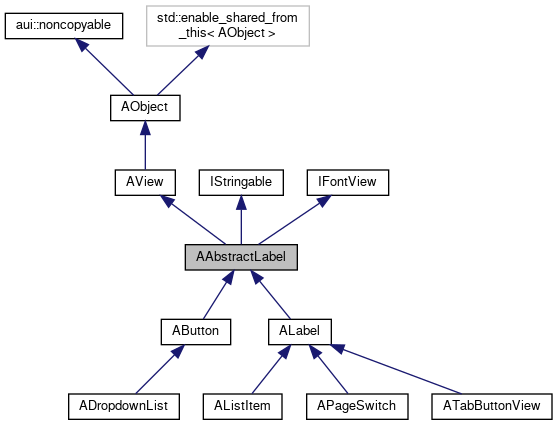 aui::noncopyable
std::enable_shared_from
_this< AObject >
AObject
AView
IStringable
IFontView
AAbstractLabel
AButton
ALabel
ADropdownList
AListItem
APageSwitch
ATabButtonView